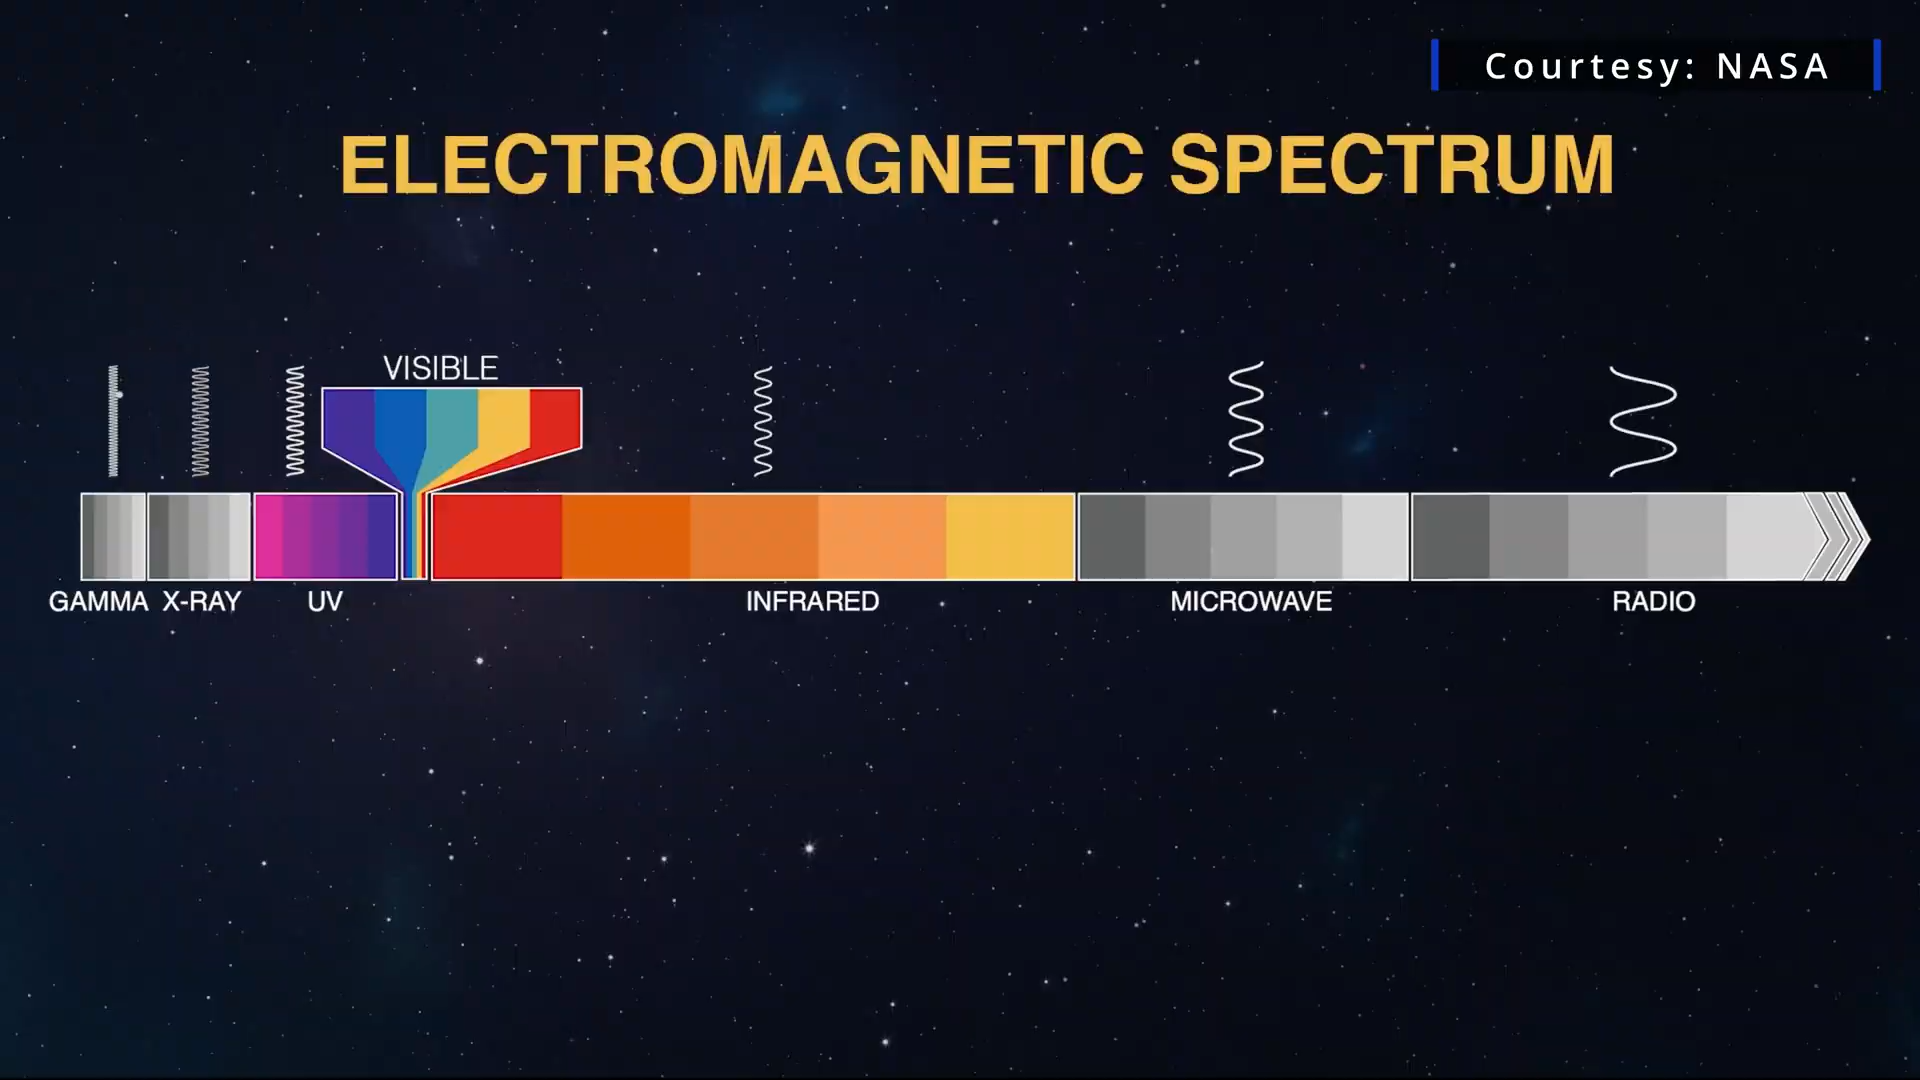 Courtesy: NASA
ELECTROMAGNETIC SPECTRUM
VISIBLE
GAMMA X-RAY UV INFRARED MICROWAVE RADIO